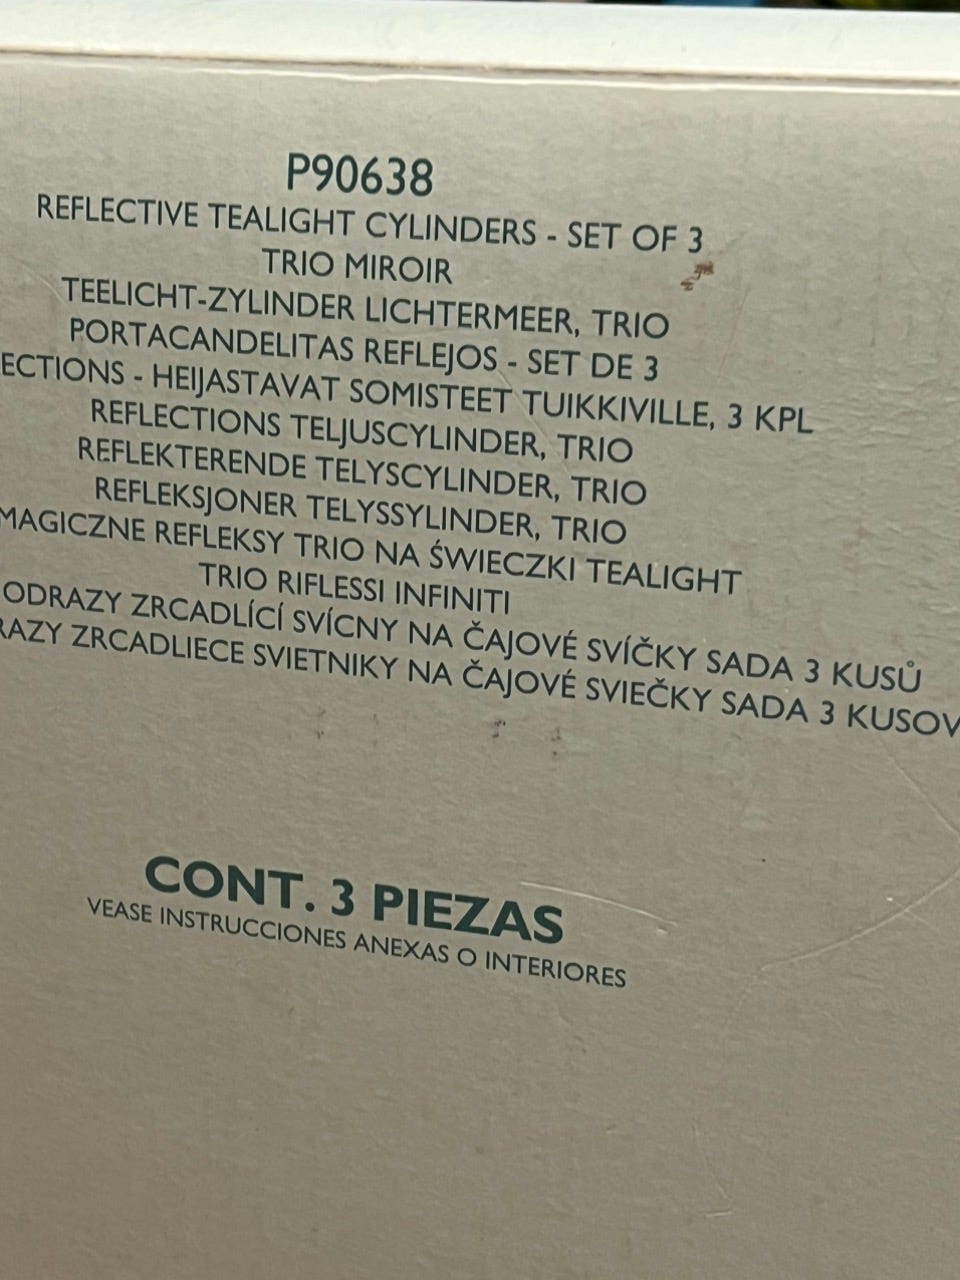 P90638
REFLECTIVE TEALIGHT CYLINDERS - SET OF 3
TRIO MIROIR
TEELICHT-ZYLINDER LICHTERMEER, TRIO
PORTACANDELITAS REFLEJOS - SET DE 3
ECTIONS - HEIJASTAVAT SOMISTEET TUIKKIVILLE, 3 KPL
REFLECTIONS TELJUSCYLINDER, TRIO
REFLEKTERENDE TELYSCYLINDER, TRIO
REFLEKSJONER TELYSSYLINDER, TRIO
MAGICZNE REFLEKSY TRIO NA ŚWIECZKI TEALIGHT
TRIO RIFLESSI INFINITI
ODRAZY ZRCADLÍCÍ SVÍCNY NA ČAJOVÉ SVÍČKY SADA 3 KUSŮ
RAZY ZRCADLIECE SVIETNIKY NA ČAJOVÉ SVIEČKY SADA 3 KUSOV
CONT. 3 PIEZAS
VEASE INSTRUCCIONES ANEXAS O INTERIORES